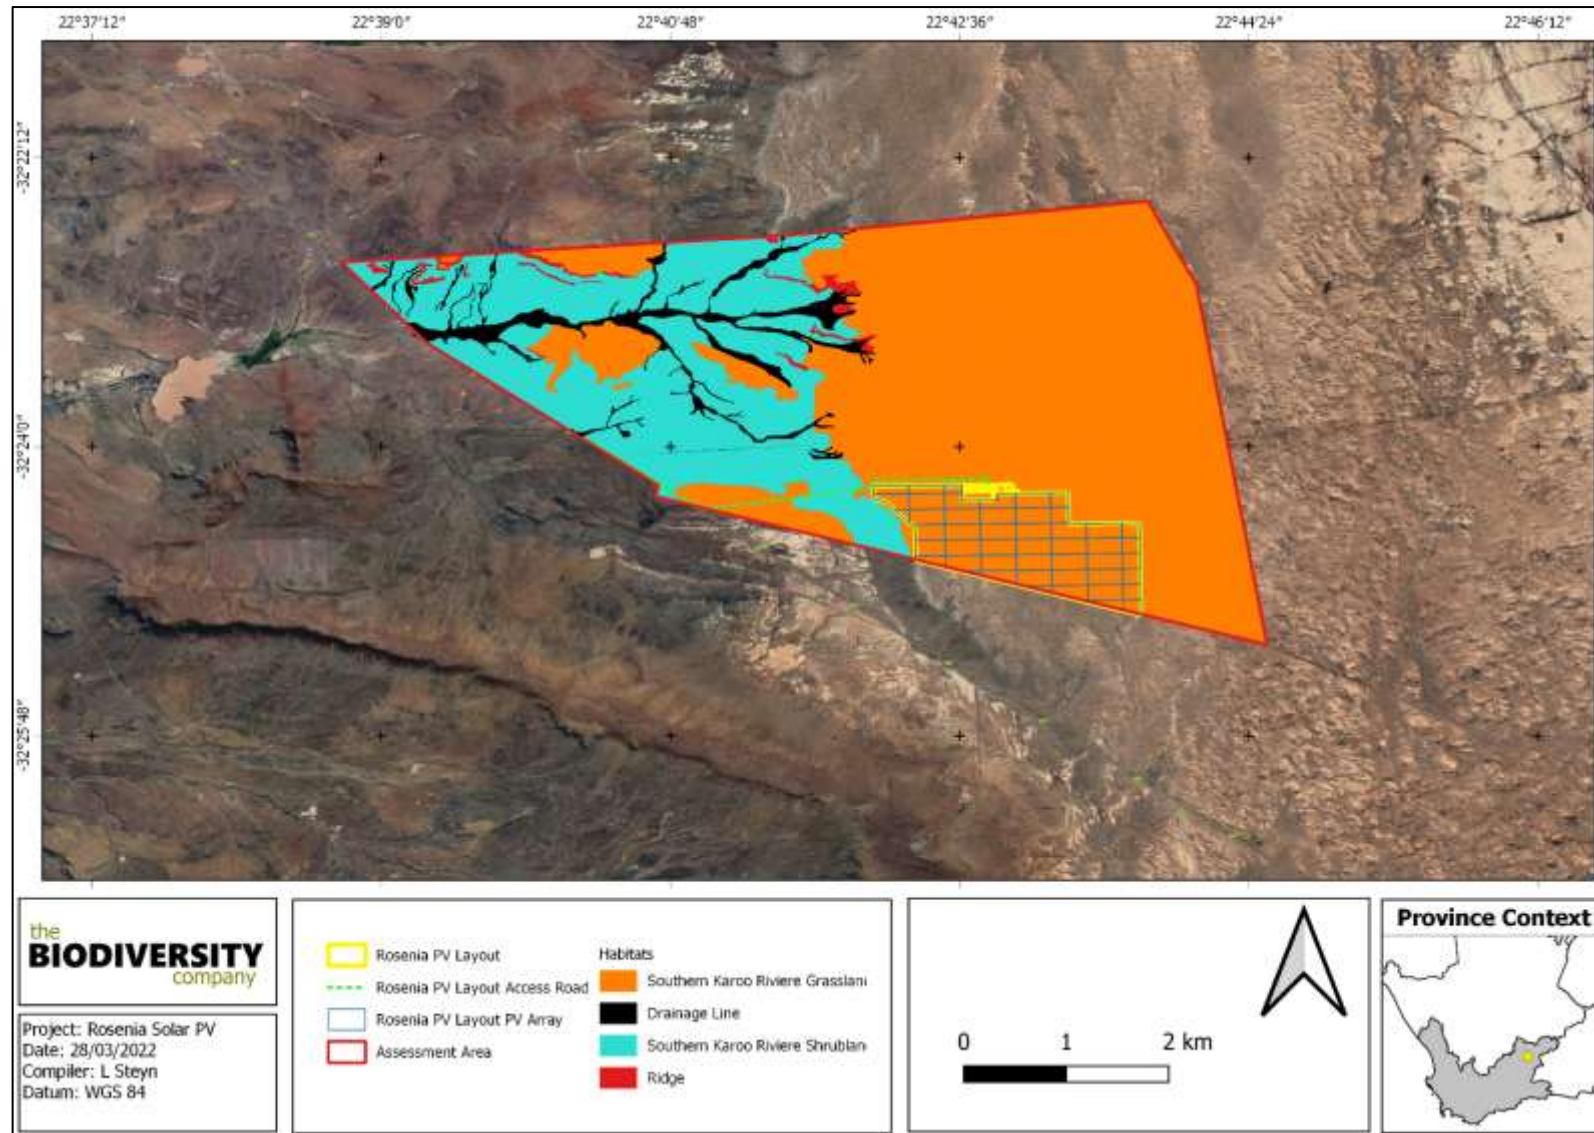 22°37'12" 22°39'0" 22°40'48" 22°42'36" 22°44'24" 22°46'12"
-32°22'12"
-32°24'0"
-32°25'48"
the
BIODIVERSITY
company
Project: Rosenia Solar PV
Date: 28/03/2022
Compiler: L Steyn
Datum: WGS 84
Rosenia PV Layout
Rosenia PV Layout Access Road
Rosenia PV Layout PV Array
Assessment Area
Habitats
Southern Karoo Riviere Grasslan
Drainage Line
Southern Karoo Riviere Shrublan
Ridge
0 1 2 km
Province Context